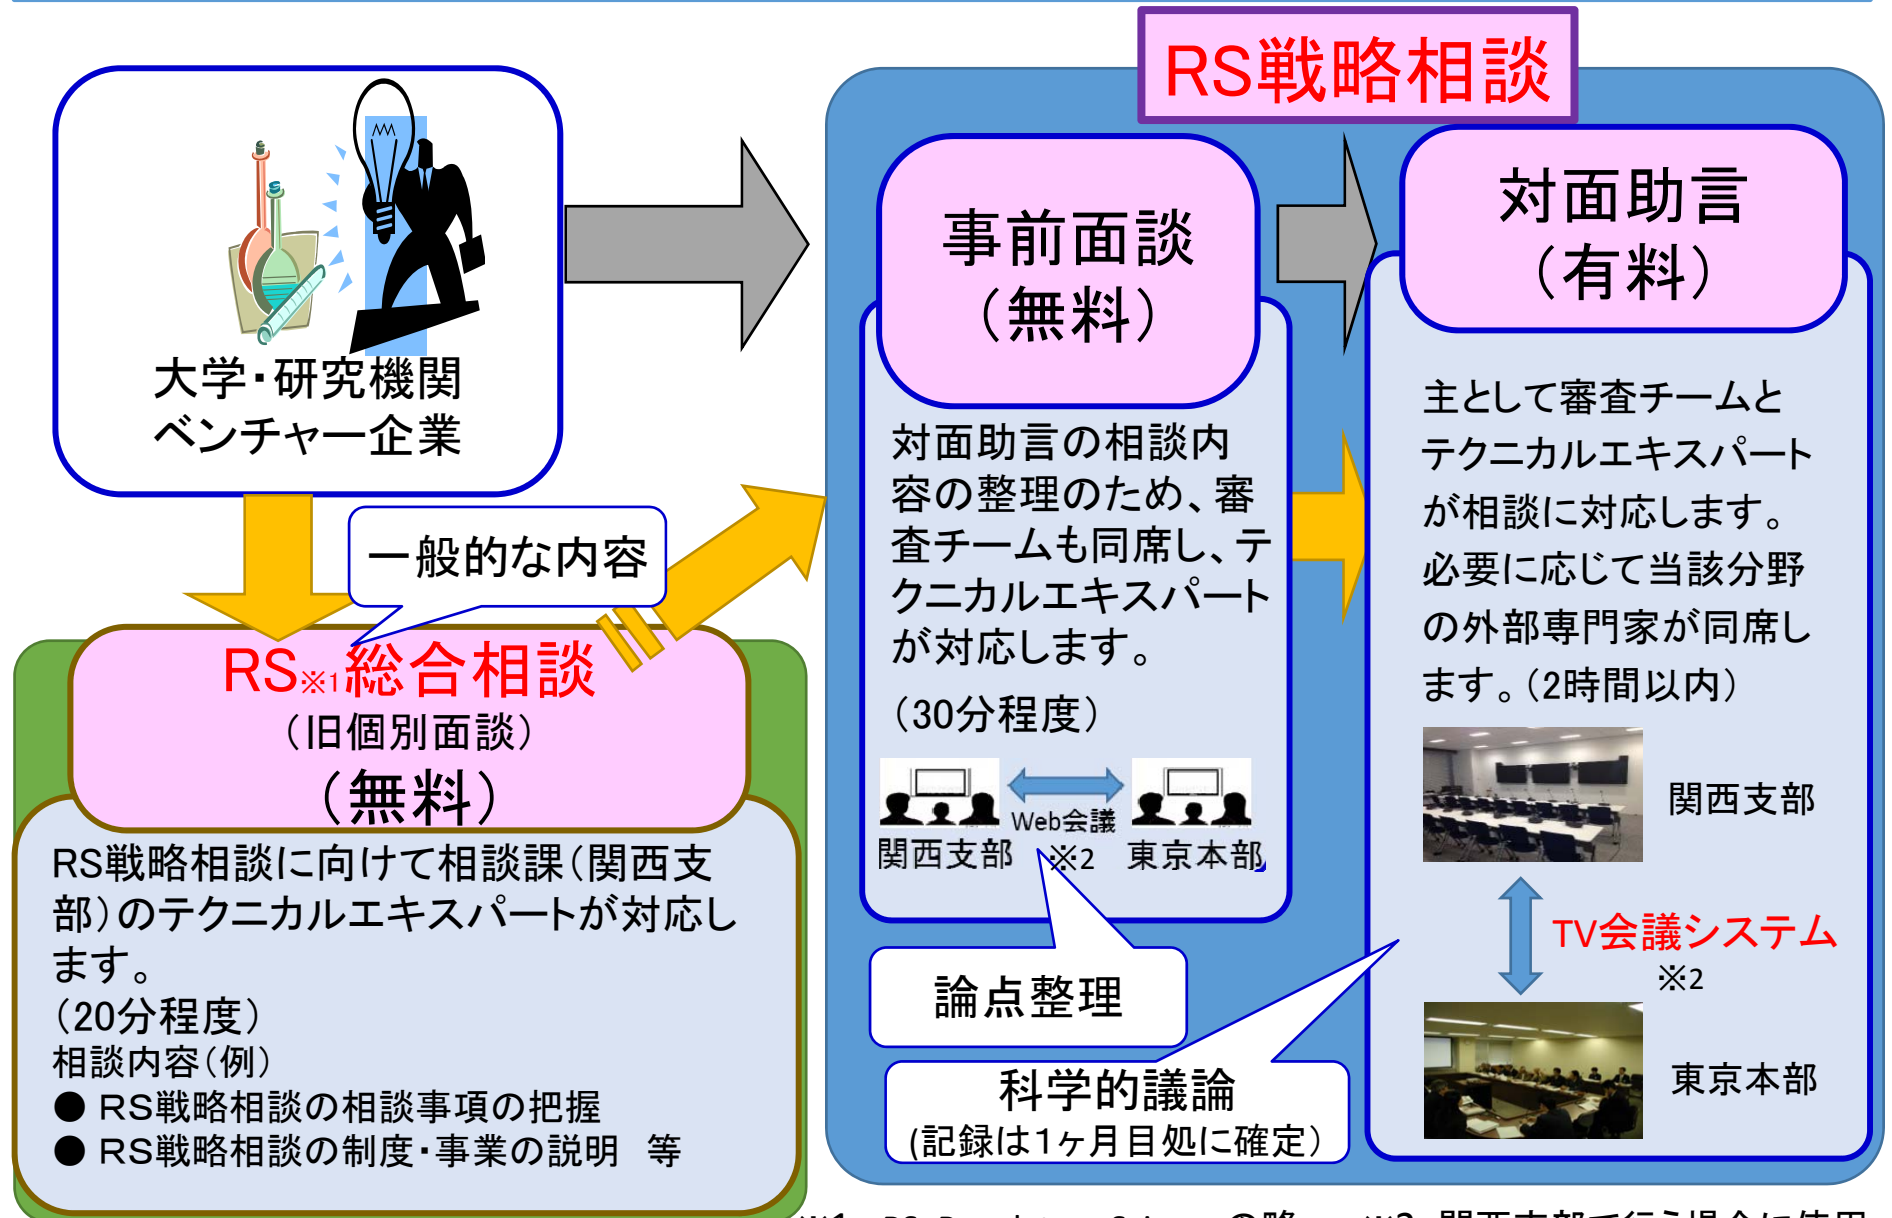 RS戦略相談
大学・研究機関
ベンチャー企業
一般的な内容
RS※1総合相談
（旧個別面談）
（無料）
RS戦略相談に向けて相談課（関西支
部）のテクニカルエキスパートが対応し
ます。
（20分程度）
相談内容（例）
● RS戦略相談の相談事項の把握
● RS戦略相談の制度・事業の説明　等
事前面談
（無料）
対面助言の相談内
容の整理のため、審
査チームも同席し、テ
クニカルエキスパート
が対応します。
（30分程度）
Web会議
※2
関西支部
東京本部
論点整理
科学的議論
(記録は1ヶ月目処に確定）
対面助言
（有料）
主として審査チームと
テクニカルエキスパート
が相談に対応します。
必要に応じて当該分野
の外部専門家が同席し
ます。（2時間以内）
関西支部
TV会議システム
※2
東京本部